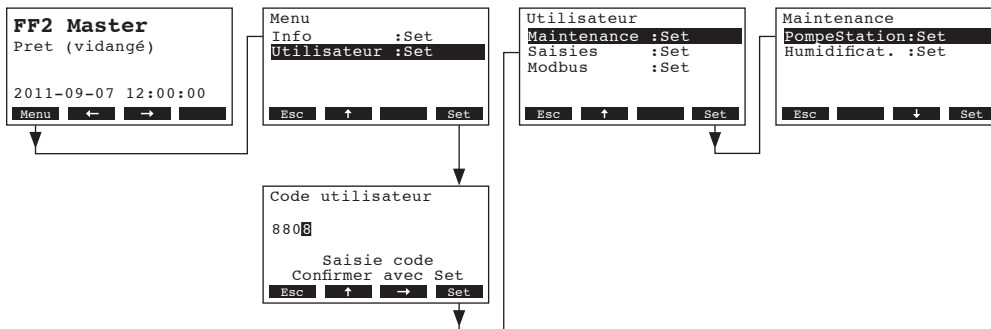 FF2 Master
Pret (vidangé)
2011-09-07 12:00:00
Menu ← →
Menu
Info :Set
Utilisateur :Set
Esc ↑ Set
Code utilisateur
8808
Saisie code
Confirmer avec Set
Esc ↑ → Set
Utilisateur
Maintenance :Set
Saisies :Set
Modbus :Set
Esc ↑ Set
Maintenance
PompeStation:Set
Humidificat. :Set
Esc ↓ Set